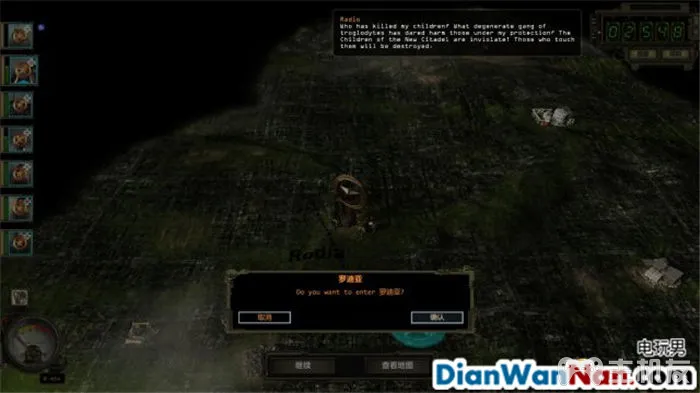 Radio
Who has killed my children? What degenerate gang of
troglodytes has dared harm those under my protection? The
Children of the New Citadel are inviolate! Those who touch
them will be destroyed.
02548
Rodia
罗迪亚
Do you want to enter 罗迪亚?
取消
确认
继续
查看地图
电玩男
DianWanNan.com